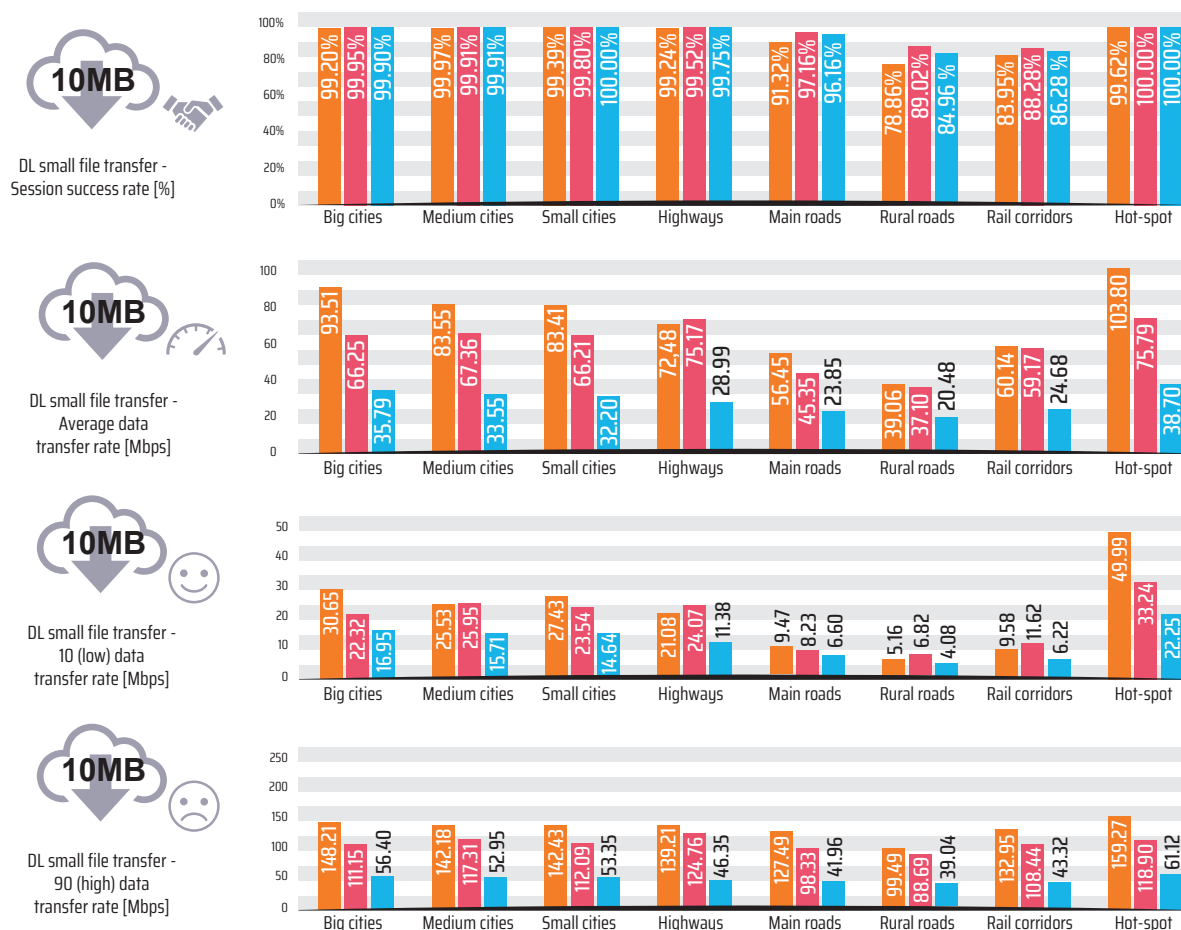 10MB
DL small file transfer -
Session success rate [%]
100%
80%
60%
40%
20%
0%
99.20% 99.95% 99.90%
99.97% 99.91% 99.91%
99.39% 99.80% 100.00%
99.24% 99.52% 99.75%
91.32% 97.16% 96.16%
78.86% 89.02% 84.96 %
83.95% 88.28% 86.28 %
99.62% 100.00% 100.00%
Big cities Medium cities Small cities Highways Main roads Rural roads Rail corridors Hot-spot
10MB
DL small file transfer -
Average data
transfer rate [Mbps]
100
80
60
40
20
0
93.51 66.25 35.79
83.55 67.36 33.55
83.41 66.21 32.20
72,48 75.17 28.99
56.45 45.35 23.85
39.06 37.10 20.48
60.14 59.17 24.68
103.80 75.79 38.70
Big cities Medium cities Small cities Highways Main roads Rural roads Rail corridors Hot-spot
10MB
DL small file transfer -
10 (low) data
transfer rate [Mbps]
50
40
30
20
10
0
30.65 22.32 16.95
25.53 25.95 15.71
27.43 23.54 14.64
21.08 24.07 11.38
9.47 8.23 6.60
5.16 6.82 4.08
9.58 11.62 6.22
49.99 33.24 22.25
Big cities Medium cities Small cities Highways Main roads Rural roads Rail corridors Hot-spot
10MB
DL small file transfer -
90 (high) data
transfer rate [Mbps]
250
200
150
100
50
0
148.21 111.15 56.40
142.18 117.31 52.95
142.43 112.09 53.35
139.21 124.76 46.35
127.49 98.33 41.96
99.49 88.69 39.04
132.95 108.44 43.32
159.27 118.90 61.12
Big cities Medium cities Small cities Highways Main roads Rural roads Rail corridors Hot-spot